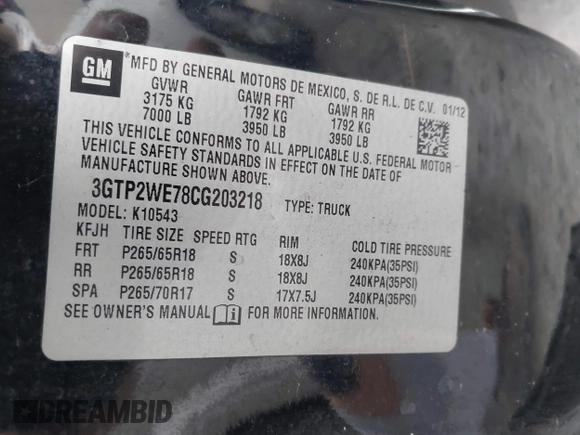 GM
*MFD BY GENERAL MOTORS DE MEXICO, S. DE R.L. DE C.V. 01/12
GVWR GAWR FRT GAWR RR
3175 KG 1792 KG 1792 KG
7000 LB 3950 LB 3950 LB
THIS VEHICLE CONFORMS TO ALL APPLICABLE U.S. FEDERAL MOTOR
VEHICLE SAFETY STANDARDS IN EFFECT ON THE DATE OF
MANUFACTURE SHOWN ABOVE.
3GTP2WE78CG203218 TYPE: TRUCK
MODEL: K10543
KFJH TIRE SIZE SPEED RTG RIM COLD TIRE PRESSURE
FRT P265/65R18 S 18X8J 240KPA(35PSI)
RR P265/65R18 S 18X8J 240KPA(35PSI)
SPA P265/70R17 S 17X7.5J 240KPA(35PSI)
SEE OWNER'S MANUAL i FOR MORE INFORMATION.
DREAMBID